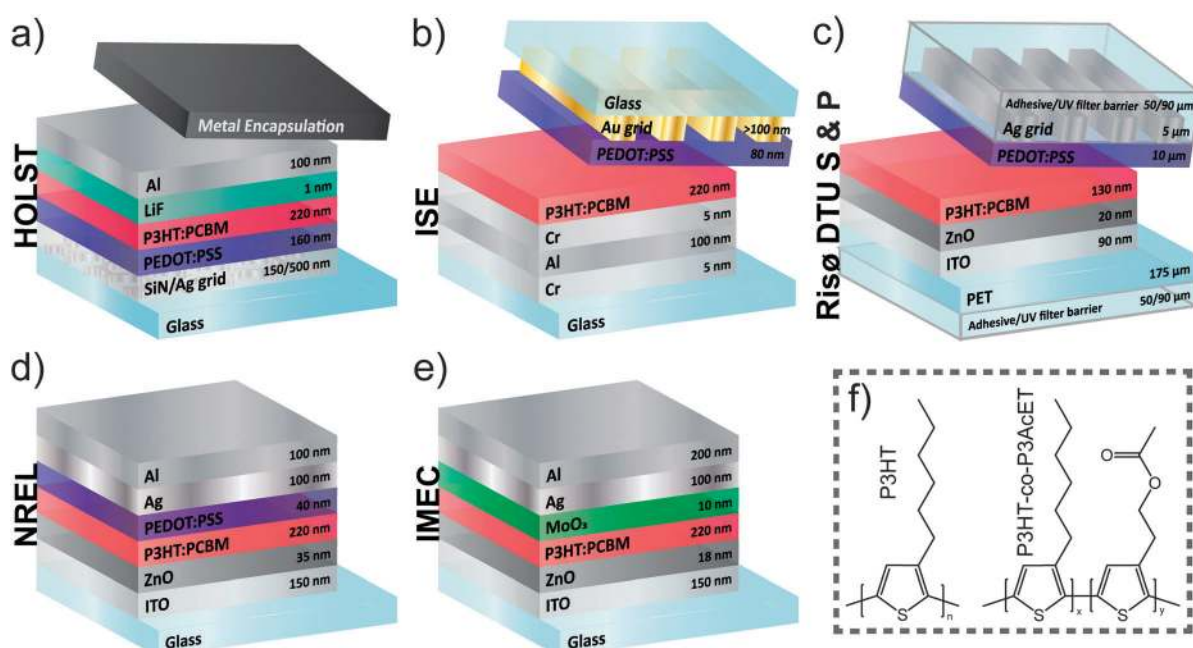 a)
HOLST
Metal Encapsulation
Al 100 nm
LiF 1 nm
P3HT:PCBM 220 nm
PEDOT:PSS 160 nm
SiN/Ag grid 150/500 nm
Glass
b)
ISE
Glass
Au grid >100 nm
PEDOT:PSS 80 nm
P3HT:PCBM 220 nm
Cr 5 nm
Al 100 nm
Cr 5 nm
Glass
c)
Risø DTU S & P
Adhesive/UV filter barrier 50/90 µm
Ag grid 5 µm
PEDOT:PSS 10 µm
P3HT:PCBM 130 nm
ZnO 20 nm
ITO 90 nm
PET 175 µm
Adhesive/UV filter barrier 50/90 µm
d)
NREL
Al 100 nm
Ag 100 nm
PEDOT:PSS 40 nm
P3HT:PCBM 220 nm
ZnO 35 nm
ITO 150 nm
Glass
e)
IMEC
Al 200 nm
Ag 100 nm
MoO₃ 10 nm
P3HT:PCBM 220 nm
ZnO 18 nm
ITO 150 nm
Glass
f)
P3HT
S n
P3HT-co-P3AcET
O
O
S x S y